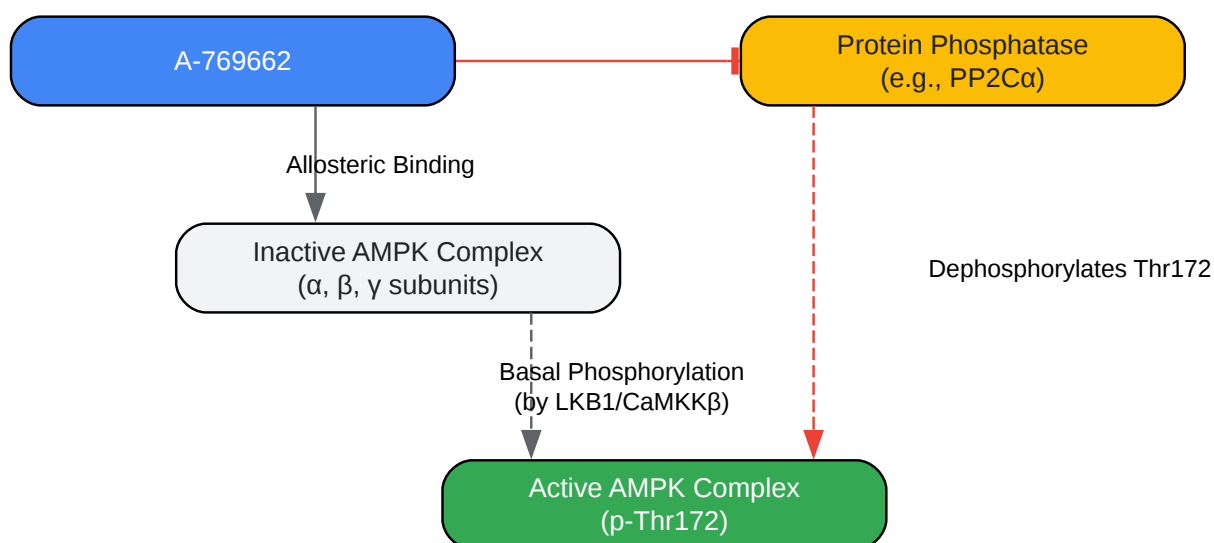 A-769662
Protein Phosphatase
(e.g., PP2Cα)
Allosteric Binding
Inactive AMPK Complex
(α, β, γ subunits)
Dephosphorylates Thr172
Basal Phosphorylation
(by LKB1/CaMKKβ)
Active AMPK Complex
(p-Thr172)